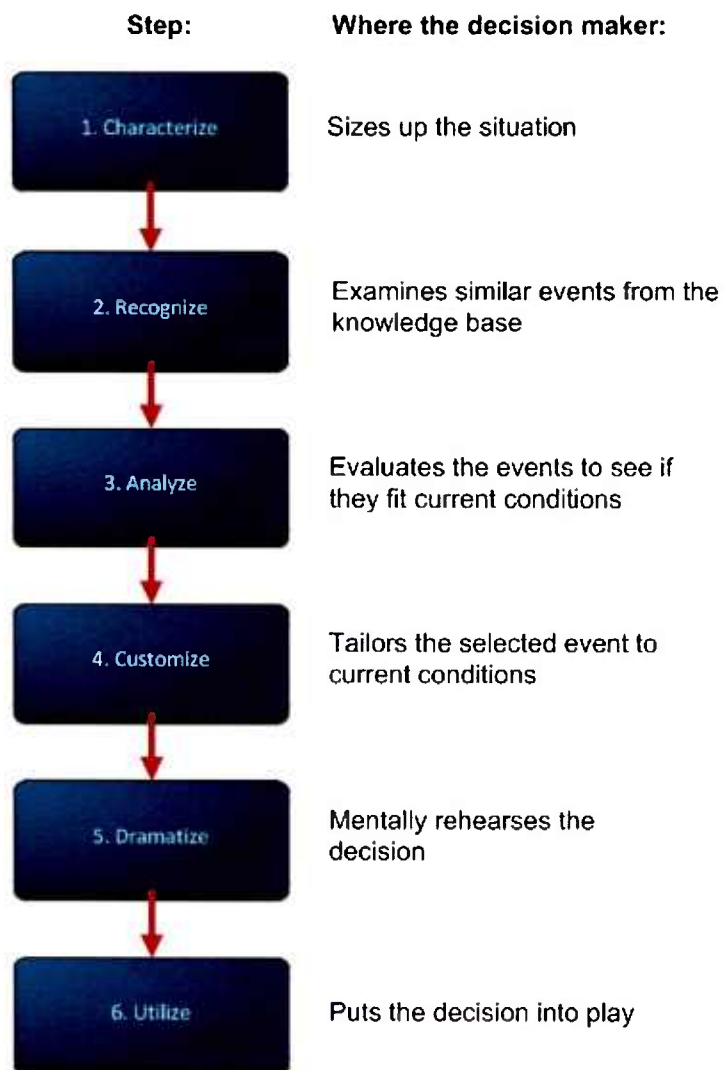 Step: Where the decision maker:
1. Characterize
Sizes up the situation
2. Recognize
Examines similar events from the
knowledge base
3. Analyze
Evaluates the events to see if
they fit current conditions
4. Customize
Tailors the selected event to
current conditions
5. Dramatize
Mentally rehearses the
decision
6. Utilize
Puts the decision into play